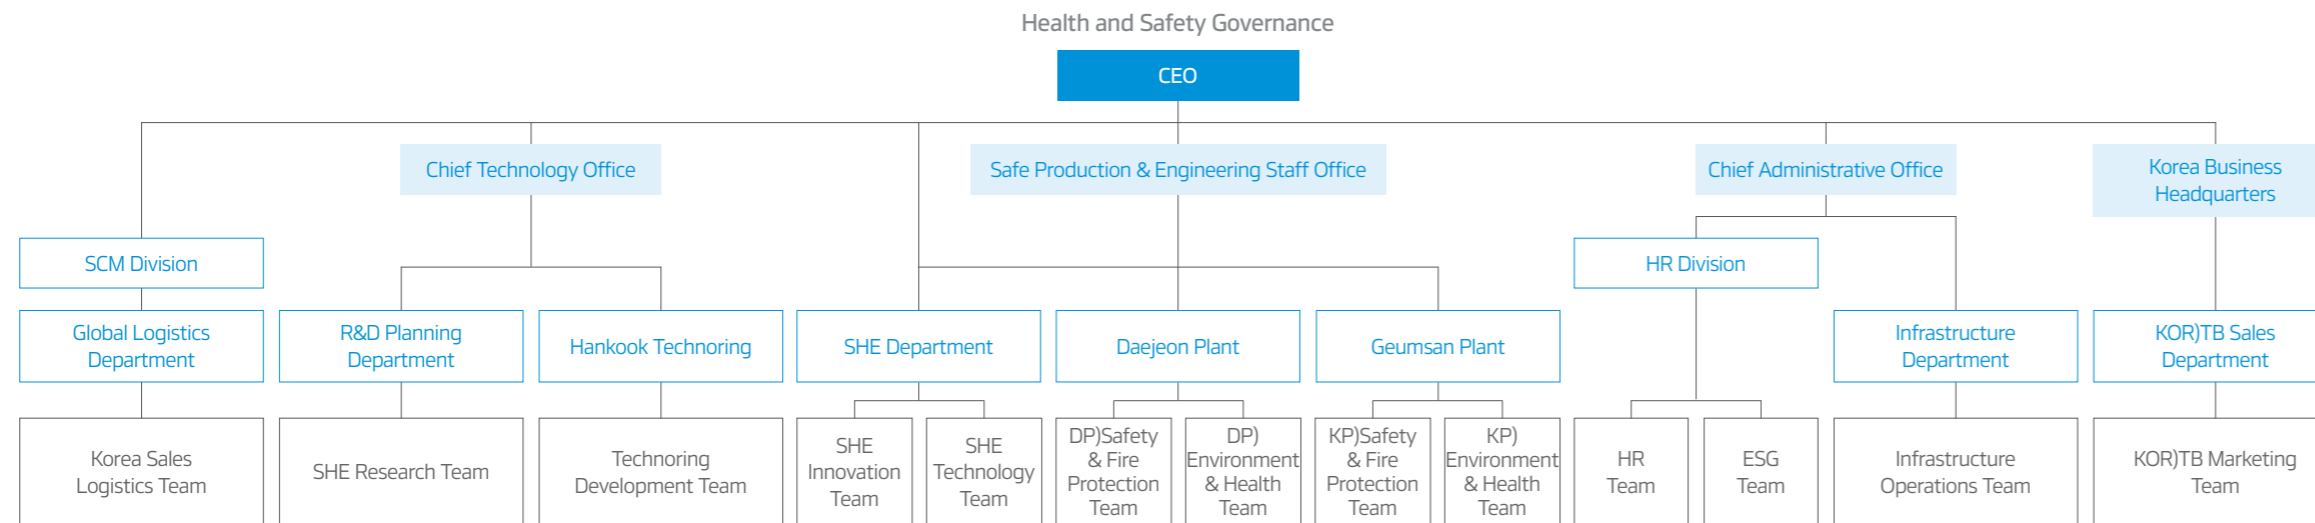 Health and Safety Governance
CEO
Chief Technology Office
Safe Production & Engineering Staff Office
Chief Administrative Office
Korea Business
Headquarters
SCM Division
HR Division
Global Logistics
Department
R&D Planning
Department
Hankook Technoring
SHE Department
Daejeon Plant
Geumsan Plant
Infrastructure
Department
KOR)TB Sales
Department
Korea Sales
Logistics Team
SHE Research Team
Technoring
Development Team
SHE
Innovation
Team
SHE
Technology
Team
DP)Safety
& Fire
Protection
Team
DP)
Environment
& Health
Team
KP)Safety
& Fire
Protection
Team
KP)
Environment
& Health
Team
HR
Team
ESG
Team
Infrastructure
Operations Team
KOR)TB Marketing
Team